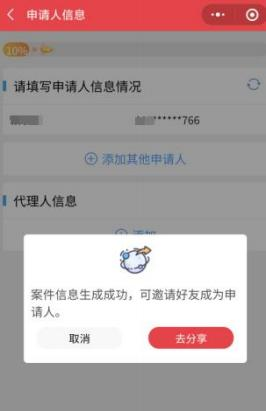 申请人信息
10%
请填写申请人信息情况
******766
添加其他申请人
代理人信息
添加
案件信息生成成功，可邀请好友成为申
请人。
取消
去分享